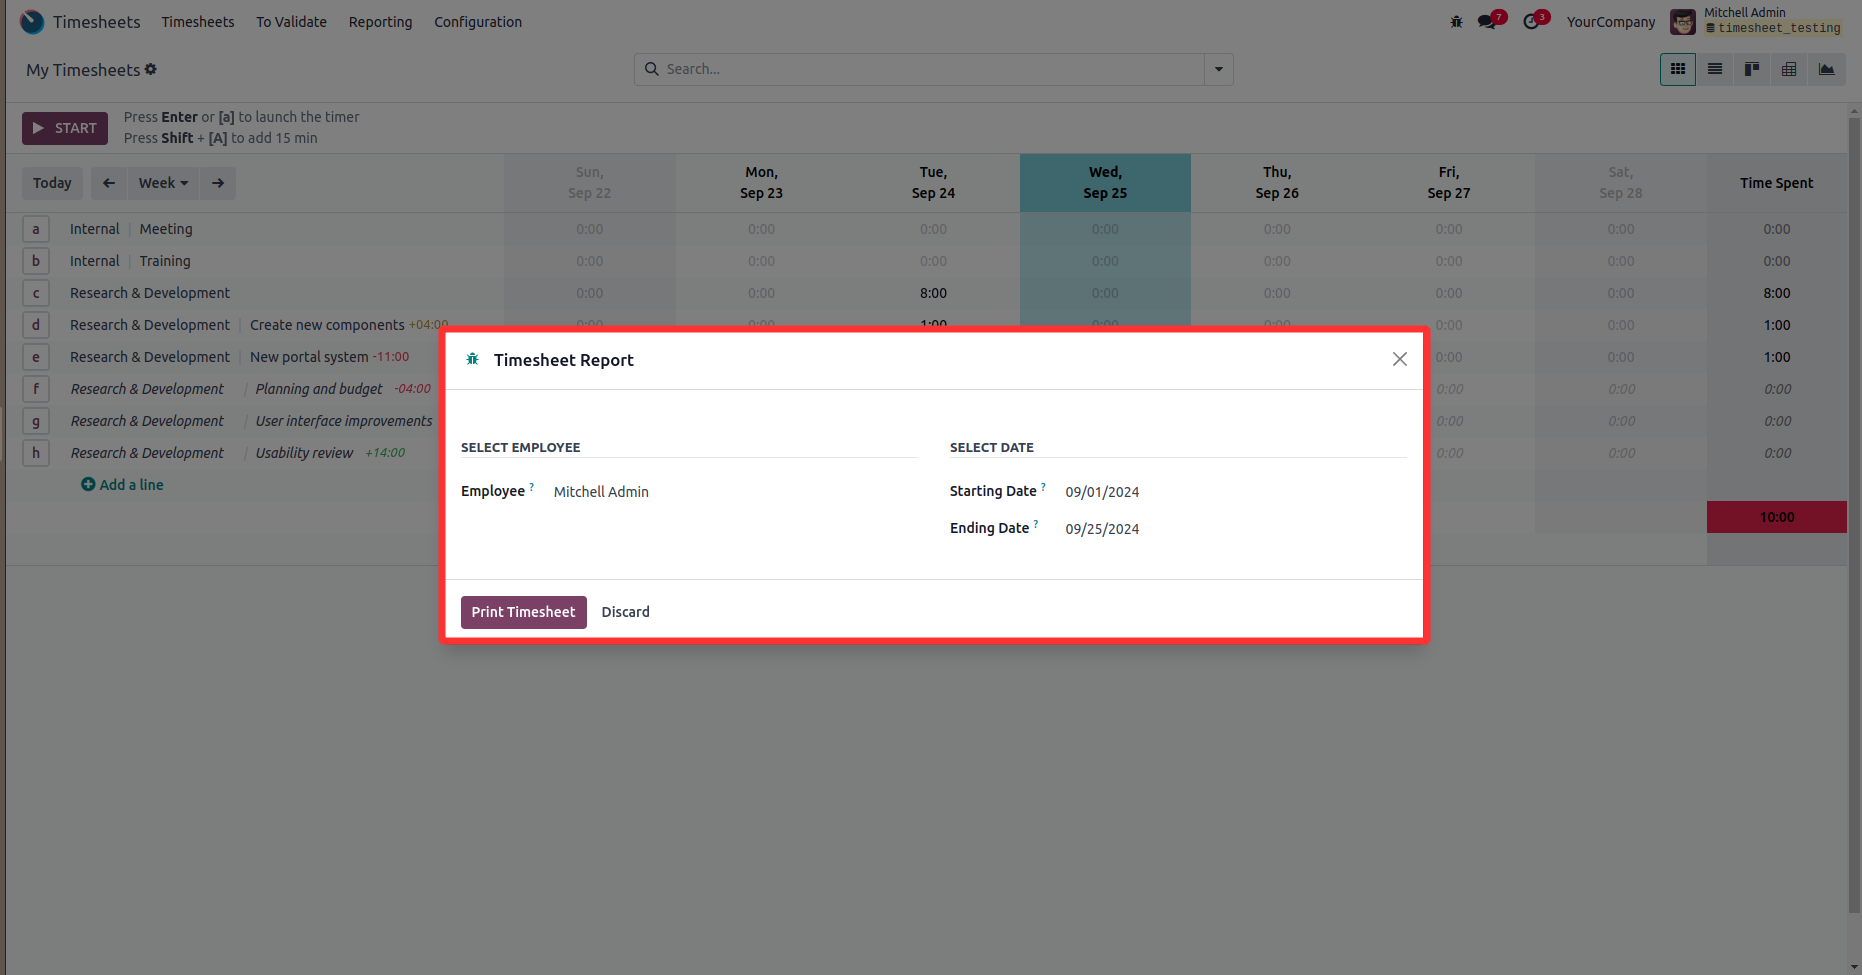 Timesheets Timesheets To Validate Reporting Configuration 7 3 YourCompany Mitchell Admin
timesheet_testing
My Timesheets Search...
START Press Enter or [a] to launch the timer
Press Shift + [A] to add 15 min
Today Week Sun, Mon, Tue, Wed, Thu, Fri, Sat, Time Spent
Sep 22 Sep 23 Sep 24 Sep 25 Sep 26 Sep 27 Sep 28
a Internal | Meeting 0:00 0:00 0:00 0:00 0:00 0:00 0:00 0:00
b Internal | Training 0:00 0:00 0:00 0:00 0:00 0:00 0:00 0:00
c Research & Development 0:00 0:00 8:00 0:00 0:00 0:00 0:00 8:00
d Research & Development | Create new components +04:00 0:00 0:00 1:00 0:00 0:00 0:00 0:00 1:00
e Research & Development | New portal system -11:00 0:00 0:00 1:00
f Research & Development / Planning and budget -04:00 0:00 0:00 0:00
g Research & Development / User interface improvements 0:00 0:00 0:00
h Research & Development / Usability review +14:00 0:00 0:00 0:00
Add a line
10:00
Timesheet Report
SELECT EMPLOYEE
Employee ? Mitchell Admin
SELECT DATE
Starting Date ? 09/01/2024
Ending Date ? 09/25/2024
Print Timesheet Discard